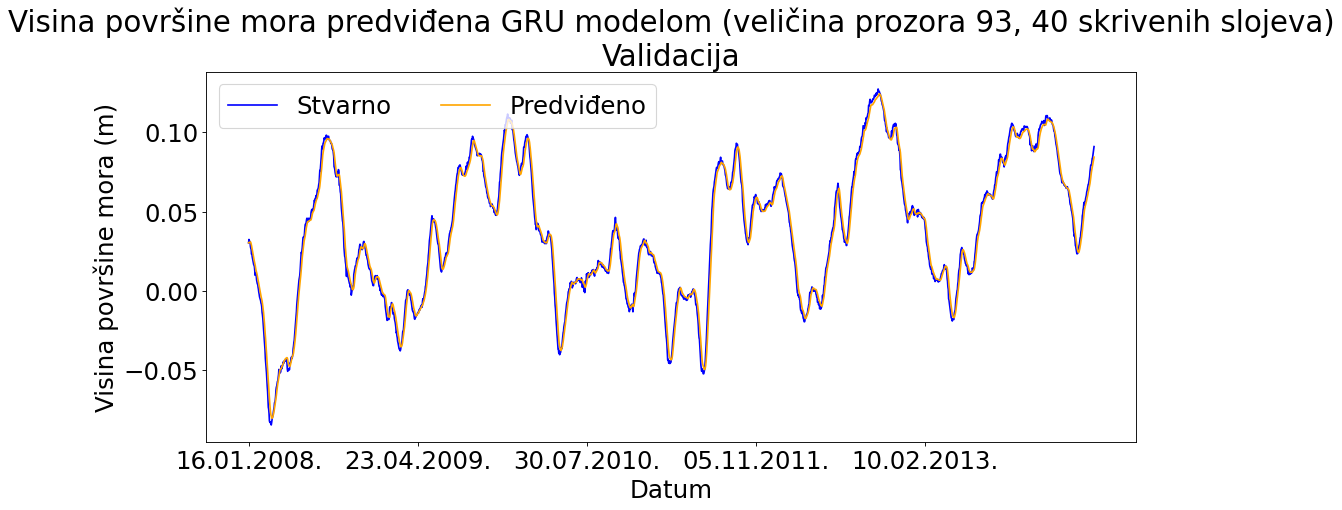 Visina površine mora predviđena GRU modelom (veličina prozora 93, 40 skrivenih slojeva)
Validacija
Stvarno
Predviđeno
Visina površine mora (m)
0.10
0.05
0.00
−0.05
16.01.2008.
23.04.2009.
30.07.2010.
05.11.2011.
10.02.2013.
Datum